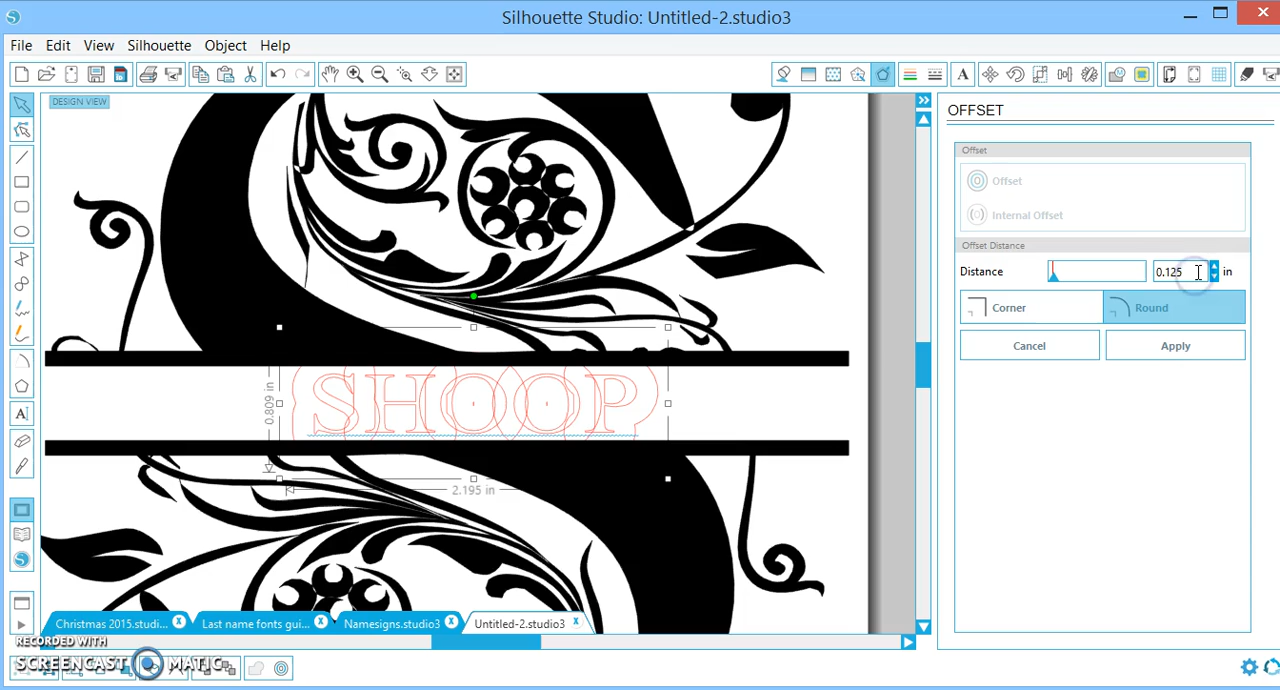 Silhouette Studio: Untitled-2.studio3
File Edit View Silhouette Object Help
DESIGN VIEW
OFFSET
Offset
Offset
Internal Offset
Offset Distance
Distance 0.125 in
Corner Round
Cancel Apply
SHOOP
0.809 in
2.195 in
Christmas 2015.studi... Last name fonts gui... Namesigns.studio3 Untitled-2.studio3
RECORDED WITH
SCREENCAST MATIC